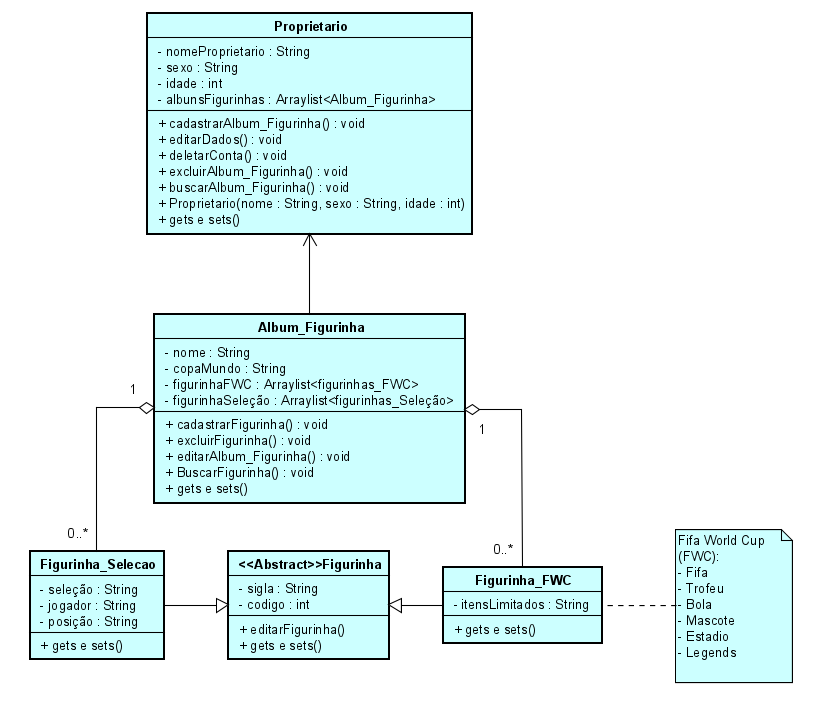 Proprietario
- nomeProprietario : String
- sexo : String
- idade : int
- albunsFigurinhas : Arraylist<Album_Figurinha>
+ cadastrarAlbum_Figurinha() : void
+ editarDados() : void
+ deletarConta() : void
+ excluirAlbum_Figurinha() : void
+ buscarAlbum_Figurinha() : void
+ Proprietario(nome : String, sexo : String, idade : int)
+ gets e sets()
Album_Figurinha
- nome : String
- copaMundo : String
- figurinhaFWC : Arraylist<figurinhas_FWC>
- figurinhaSeleção : Arraylist<figurinhas_Seleção>
+ cadastrarFigurinha() : void
+ excluirFigurinha() : void
+ editarAlbum_Figurinha() : void
+ BuscarFigurinha() : void
+ gets e sets()
1
1
0..*
0..*
Figurinha_Selecao
- seleção : String
- jogador : String
- posição : String
+ gets e sets()
<<Abstract>>Figurinha
- sigla : String
- codigo : int
+ editarFigurinha()
+ gets e sets()
Figurinha_FWC
- itensLimitados : String
+ gets e sets()
Fifa World Cup
(FWC):
- Fifa
- Trofeu
- Bola
- Mascote
- Estadio
- Legends